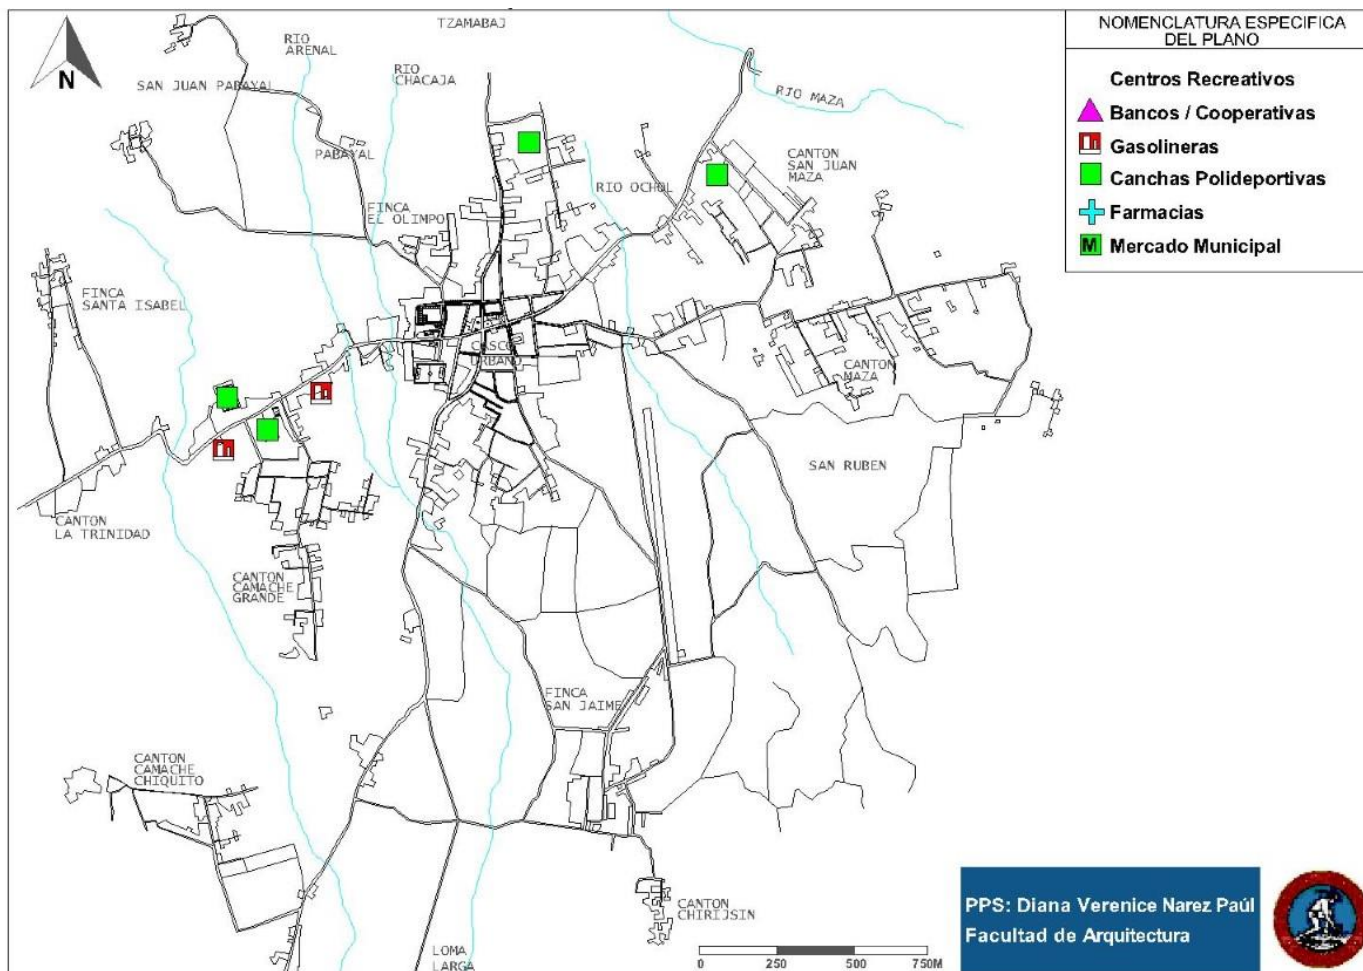 TZAMABAJ
RIO
ARENAL
RIO
CHACAJA
SAN JUAN PABAYAL
PABAYAL
RIO MAZA
CANTON
SAN JUAN
MAZA
RIO OCHOL
FINCA
EL OLIMPO
FINCA
SANTA ISABEL
CASCO
URBANO
CANTON
MAZA
SAN RUBEN
CANTON
LA TRINIDAD
CANTON
CAMACHE
GRANDE
FINCA
SAN JAIME
CANTON
CAMACHE
CHIQUITO
CANTON
CHIRIJSIN
LOMA
LARGA
N
NOMENCLATURA ESPECIFICA
DEL PLANO
Centros Recreativos
Bancos / Cooperativas
Gasolineras
Canchas Polideportivas
Farmacias
M Mercado Municipal
0 250 500 750M
PPS: Diana Verenice Narez Paúl
Facultad de Arquitectura